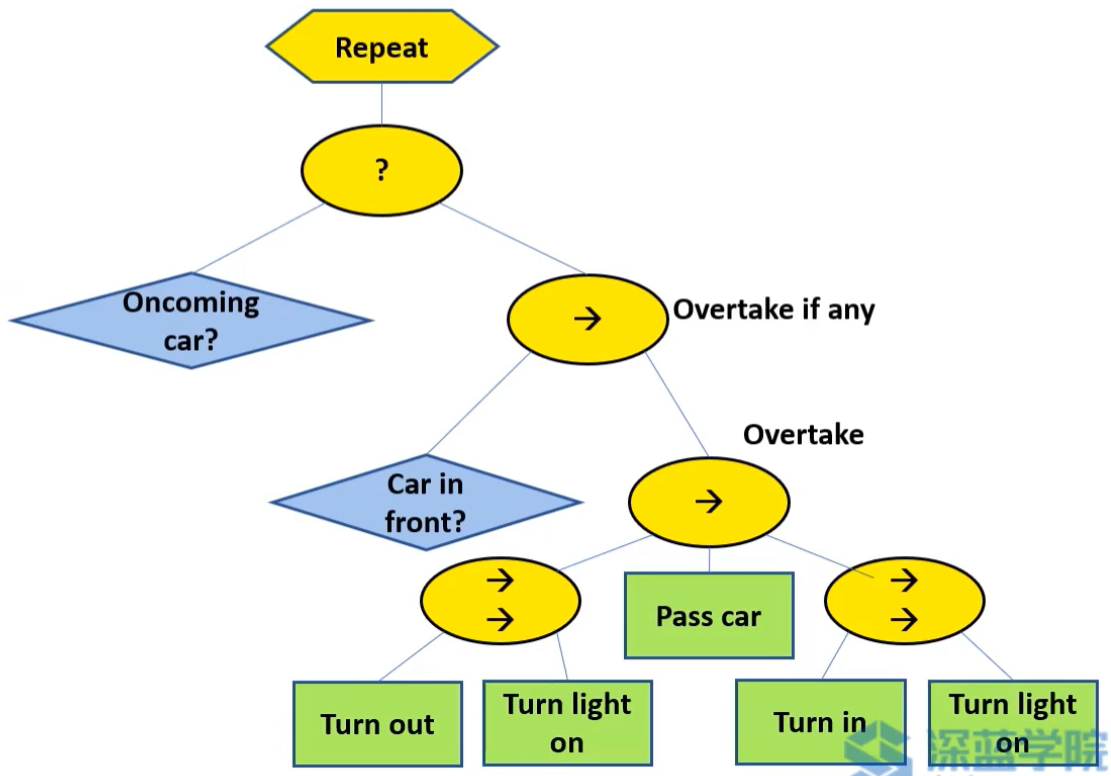 Repeat
?
Oncoming
car?
→
Overtake if any
Overtake
Car in
front?
→
→
→
Pass car
→
→
Turn out
Turn light
on
Turn in
Turn light
on
深蓝学院